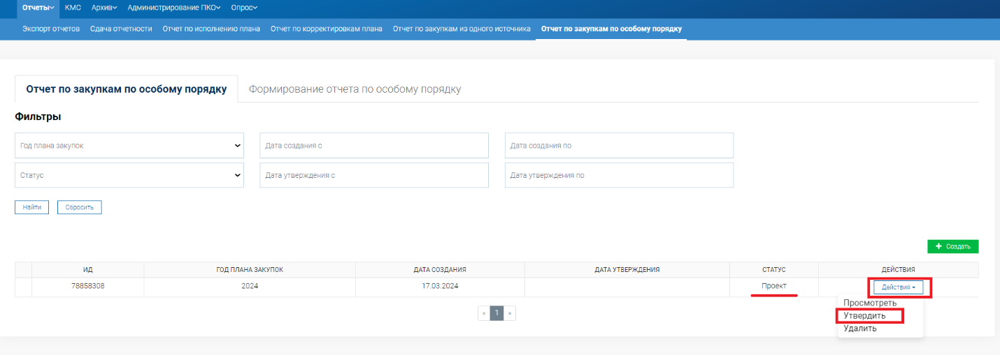 Отчеты КМС Архив Администрирование ПКО Опрос
Экспорт отчетов Сдача отчетности Отчет по исполнению плана Отчет по корректировкам плана Отчет по закупкам из одного источника Отчет по закупкам по особому порядку
Отчет по закупкам по особому порядку Формирование отчета по особому порядку
Фильтры
Год плана закупок Дата создания с Дата создания по
Статус Дата утверждения с Дата утверждения по
Найти Сбросить
+ Создать
ИД ГОД ПЛАНА ЗАКУПОК ДАТА СОЗДАНИЯ ДАТА УТВЕРЖДЕНИЯ СТАТУС ДЕЙСТВИЯ
78858308 2024 17.03.2024 Проект Действия
« 1 »
Просмотреть
Утвердить
Удалить